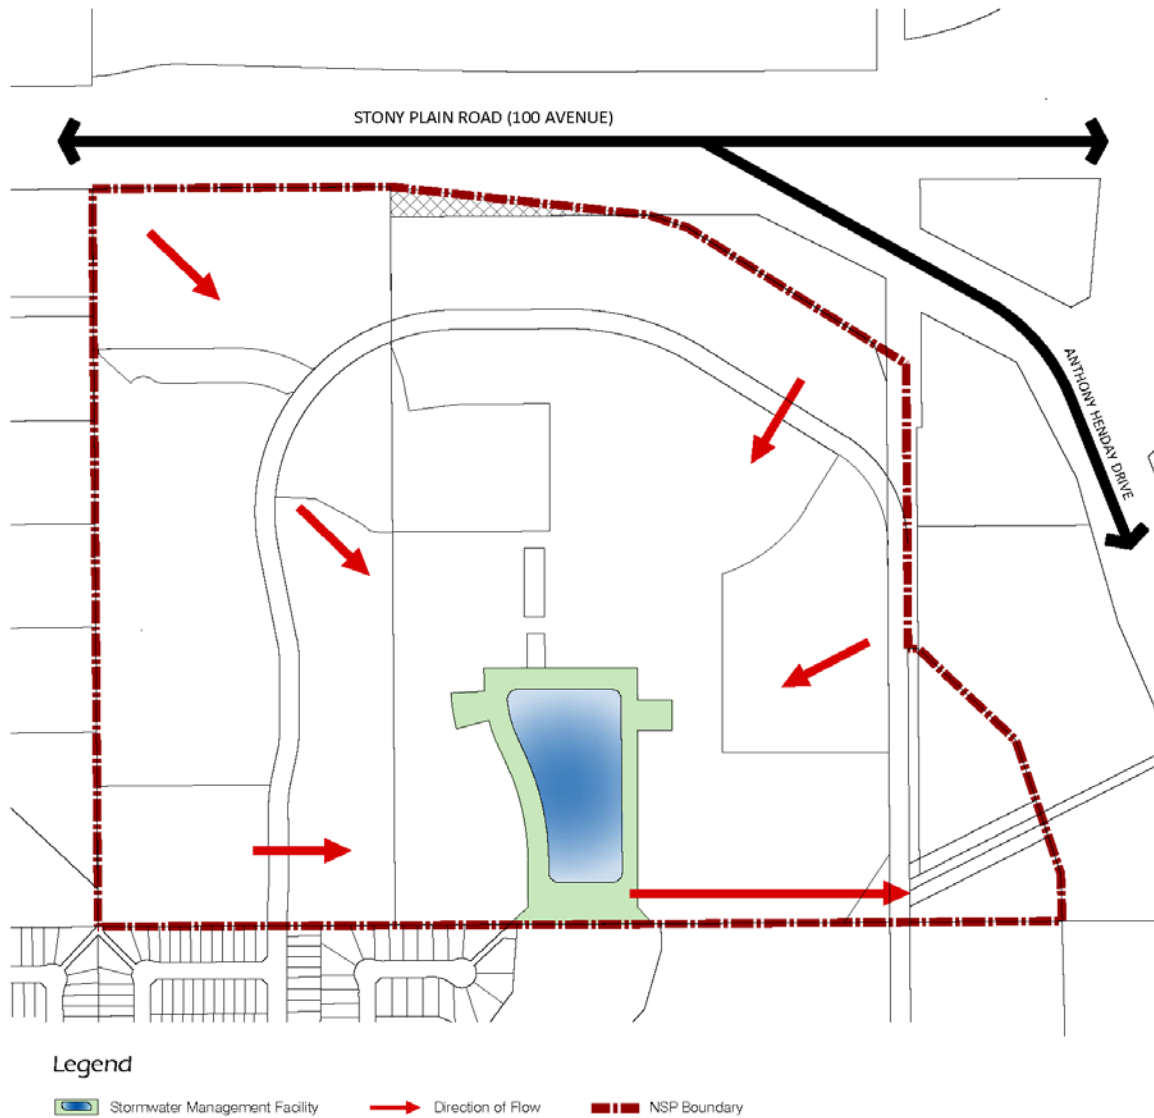 STONY PLAIN ROAD (100 AVENUE)
ANTHONY HENDAY DRIVE
Legend
Stormwater Management Facility
Direction of Flow
NSP Boundary